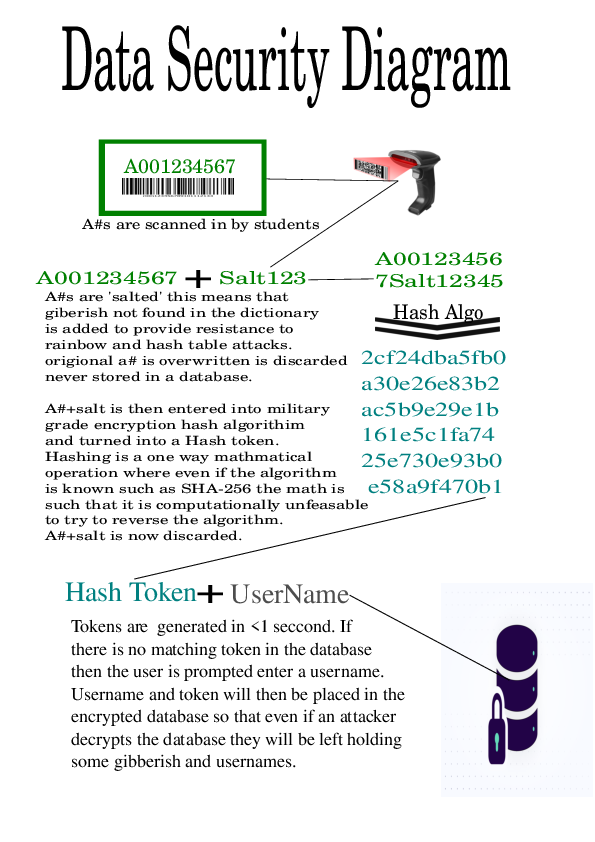 Data Security Diagram
A001234567
A#s are scanned in by students
A001234567 + Salt123
A#s are 'salted' this means that
giberish not found in the dictionary
is added to provide resistance to
rainbow and hash table attacks.
origional a# is overwritten is discarded
never stored in a database.
A#+salt is then entered into military
grade encryption hash algorithim
and turned into a Hash token.
Hashing is a one way mathmatical
operation where even if the algorithm
is known such as SHA-256 the math is
such that it is computationally unfeasable
to try to reverse the algorithm.
A#+salt is now discarded.
A00123456
7Salt12345
Hash Algo
2cf24dba5fb0
a30e26e83b2
ac5b9e29e1b
161e5c1fa74
25e730e93b0
e58a9f470b1
Hash Token+ UserName
Tokens are generated in <1 seccond. If
there is no matching token in the database
then the user is prompted enter a username.
Username and token will then be placed in the
encrypted database so that even if an attacker
decrypts the database they will be left holding
some gibberish and usernames.